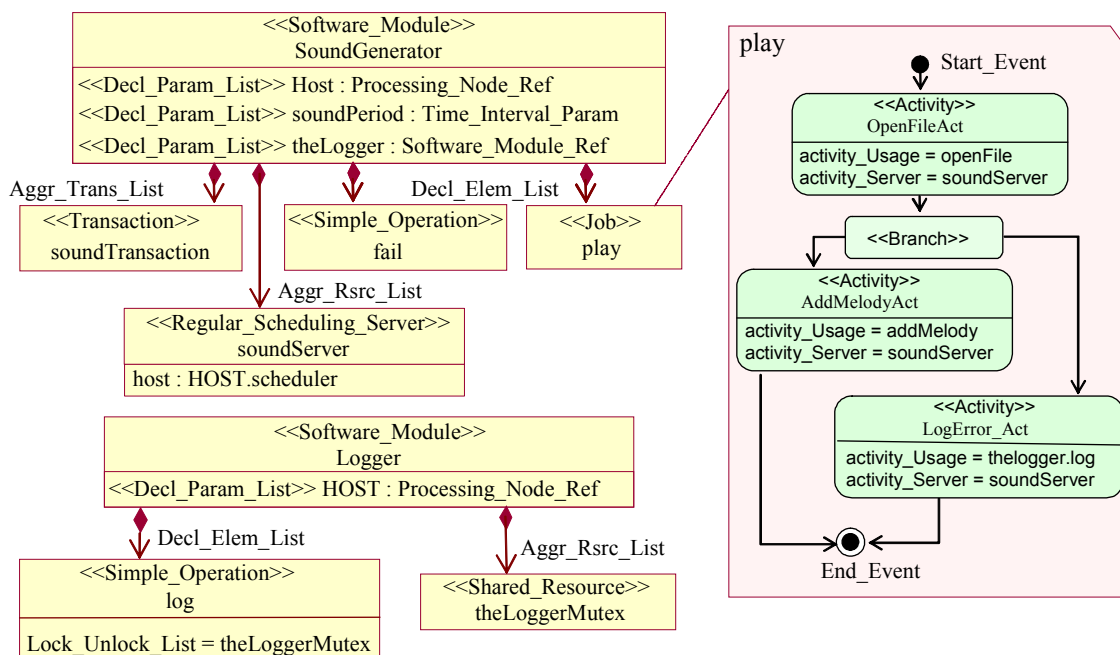 <<Software_Module>>
SoundGenerator
<<Decl_Param_List>> Host : Processing_Node_Ref
<<Decl_Param_List>> soundPeriod : Time_Interval_Param
<<Decl_Param_List>> theLogger : Software_Module_Ref
Aggr_Trans_List
Decl_Elem_List
<<Transaction>>
soundTransaction
<<Simple_Operation>>
fail
<<Job>>
play
Aggr_Rsrc_List
<<Regular_Scheduling_Server>>
soundServer
host : HOST.scheduler
<<Software_Module>>
Logger
<<Decl_Param_List>> HOST : Processing_Node_Ref
Decl_Elem_List
Aggr_Rsrc_List
<<Simple_Operation>>
log
Lock_Unlock_List = theLoggerMutex
<<Shared_Resource>>
theLoggerMutex
play
Start_Event
<<Activity>>
OpenFileAct
activity_Usage = openFile
activity_Server = soundServer
<<Branch>>
<<Activity>>
AddMelodyAct
activity_Usage = addMelody
activity_Server = soundServer
<<Activity>>
LogError_Act
activity_Usage = thelogger.log
activity_Server = soundServer
End_Event